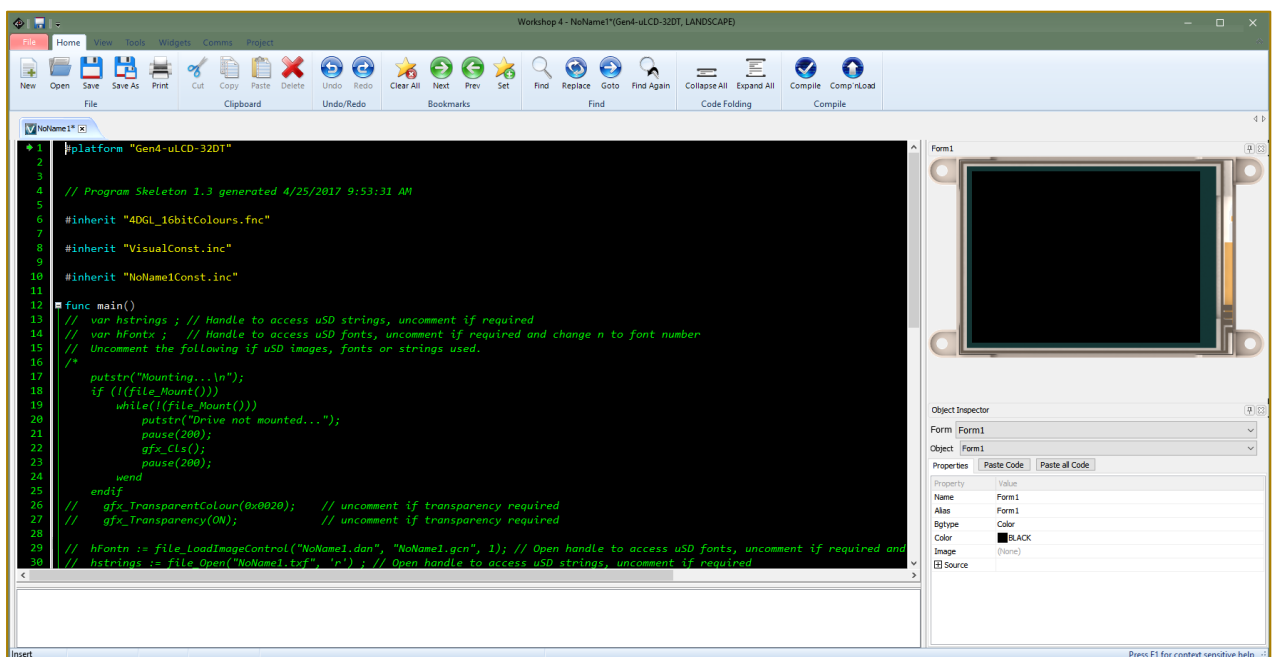 Workshop 4 - NoName1*(Gen4-uLCD-32DT, LANDSCAPE)
File Home View Tools Widgets Comms Project
New Open Save Save As Print Cut Copy Paste Delete Undo Redo Clear All Next Prev Set Find Replace Goto Find Again Collapse All Expand All Compile Comp'nLoad
File Clipboard Undo/Redo Bookmarks Find Code Folding Compile
NoName1*
1 #platform "Gen4-uLCD-32DT"
2
3
4 // Program Skeleton 1.3 generated 4/25/2017 9:53:31 AM
5
6 #inherit "4DGL_16bitColours.fnc"
7
8 #inherit "VisualConst.inc"
9
10 #inherit "NoName1Const.inc"
11
12 func main()
13 // var hstrings ; // Handle to access uSD strings, uncomment if required
14 // var hFontx ; // Handle to access uSD fonts, uncomment if required and change n to font number
15 // Uncomment the following if uSD images, fonts or strings used.
16 /*
17 putstr("Mounting...\n");
18 if (!(file_Mount()))
19 while(!(file_Mount()))
20 putstr("Drive not mounted...");
21 pause(200);
22 gfx_Cls();
23 pause(200);
24 wend
25 endif
26 // gfx_TransparentColour(0x0020); // uncomment if transparency required
27 // gfx_Transparency(ON); // uncomment if transparency required
28
29 // hFontn := file_LoadImageControl("NoName1.dan", "NoName1.gcn", 1); // Open handle to access uSD fonts, uncomment if required and
30 // hstrings := file_Open("NoName1.txf", 'r') ; // Open handle to access uSD strings, uncomment if required
Form1
Object Inspector
Form Form1
Object Form1
Properties Paste Code Paste all Code
Property Value
Name Form1
Alias Form1
Bgtype Color
Color BLACK
Image (None)
Source
Insert
Press F1 for context sensitive help